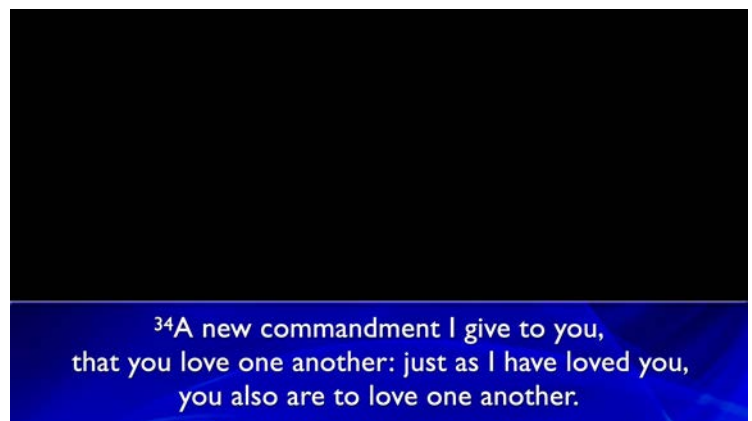 ³⁴A new commandment I give to you,
that you love one another: just as I have loved you,
you also are to love one another.